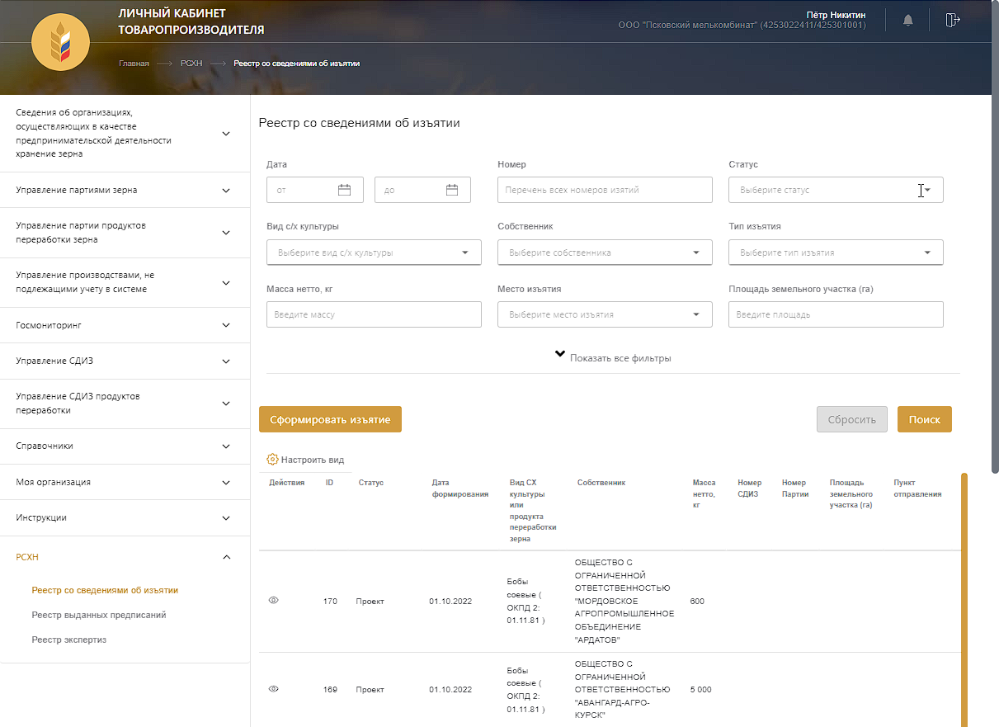 ЛИЧНЫЙ КАБИНЕТ
ТОВАРОПРОИЗВОДИТЕЛЯ
Пётр Никитин
ООО "Псковский мелькомбинат" (4253022411/425301001)
Главная
РСХН
Реестр со сведениями об изъятии
Сведения об организациях,
осуществляющих в качестве
предпринимательской деятельности
хранение зерна
Управление партиями зерна
Управление партии продуктов
переработки зерна
Управление производствами, не
подлежащими учету в системе
Госмониторинг
Управление СДИЗ
Управление СДИЗ продуктов
переработки
Справочники
Моя организация
Инструкции
РСХН
Реестр со сведениями об изъятии
Реестр выданных предписаний
Реестр экспертиз
Реестр со сведениями об изъятии
Дата
Номер
Статус
от
до
Перечень всех номеров изятий
Выберите статус
Вид с/х культуры
Собственник
Тип изъятия
Выберите вид с/х культуры
Выберите собственника
Выберите тип изъятия
Масса нетто, кг
Место изъятия
Площадь земельного участка (га)
Введите массу
Выберите место изъятия
Введите площадь
Показать все фильтры
Сформировать изъятие
Сбросить
Поиск
Настроить вид
Действия
ID
Статус
Дата
формирования
Вид СХ
культуры
или
продукта
переработки
зерна
Собственник
Масса
нетто,
кг
Номер
СДИЗ
Номер
Партии
Площадь
земельного
участка (га)
Пункт
отправления
170
Проект
01.10.2022
Бобы
соевые (
ОКПД 2:
01.11.81 )
ОБЩЕСТВО С
ОГРАНИЧЕННОЙ
ОТВЕТСТВЕННОСТЬЮ
"МОРДОВСКОЕ
АГРОПРОМЫШЛЕННОЕ
ОБЪЕДИНЕНИЕ
"АРДАТОВ"
600
169
Проект
01.10.2022
Бобы
соевые (
ОКПД 2:
01.11.81 )
ОБЩЕСТВО С
ОГРАНИЧЕННОЙ
ОТВЕТСТВЕННОСТЬЮ
"АВАНГАРД-АГРО-
КУРСК"
5 000